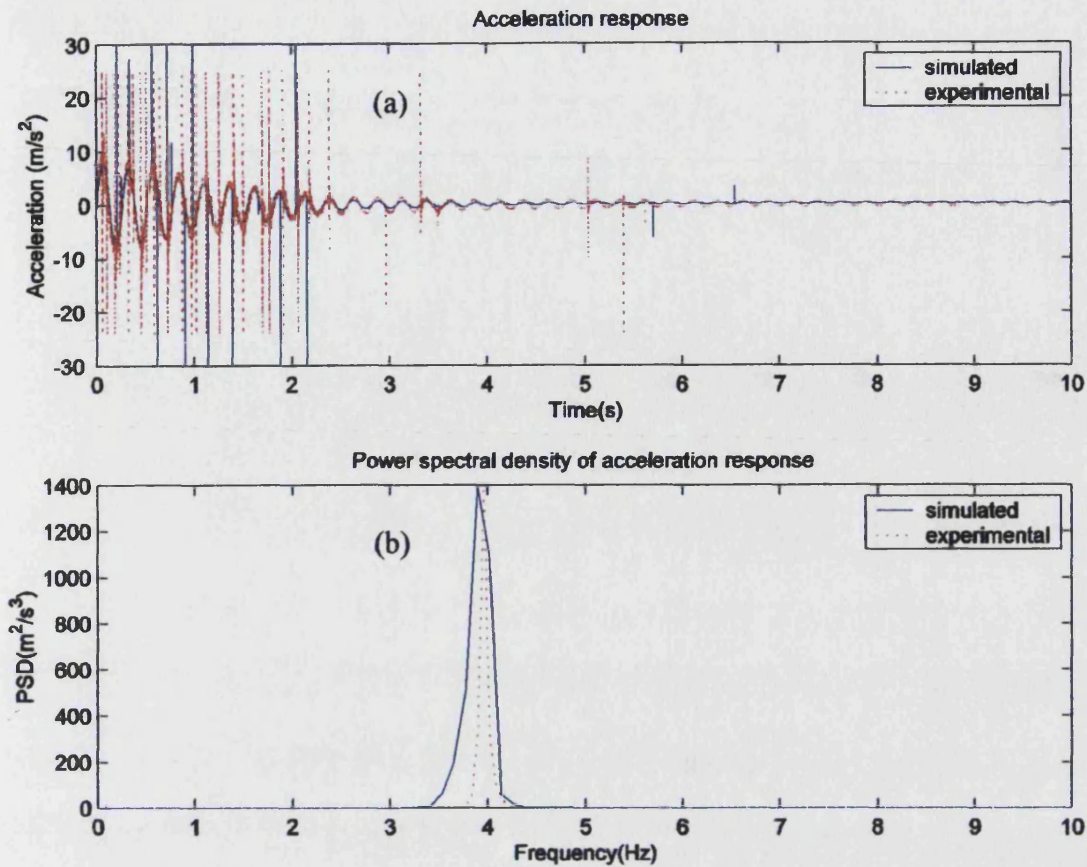 Acceleration response
30
20
10
0
-10
-20
-30
Acceleration (m/s²)
(a)
simulated
experimental
0 1 2 3 4 5 6 7 8 9 10
Time(s)
Power spectral density of acceleration response
1400
1200
1000
800
600
400
200
0
PSD(m²/s³)
(b)
simulated
experimental
0 1 2 3 4 5 6 7 8 9 10
Frequency(Hz)